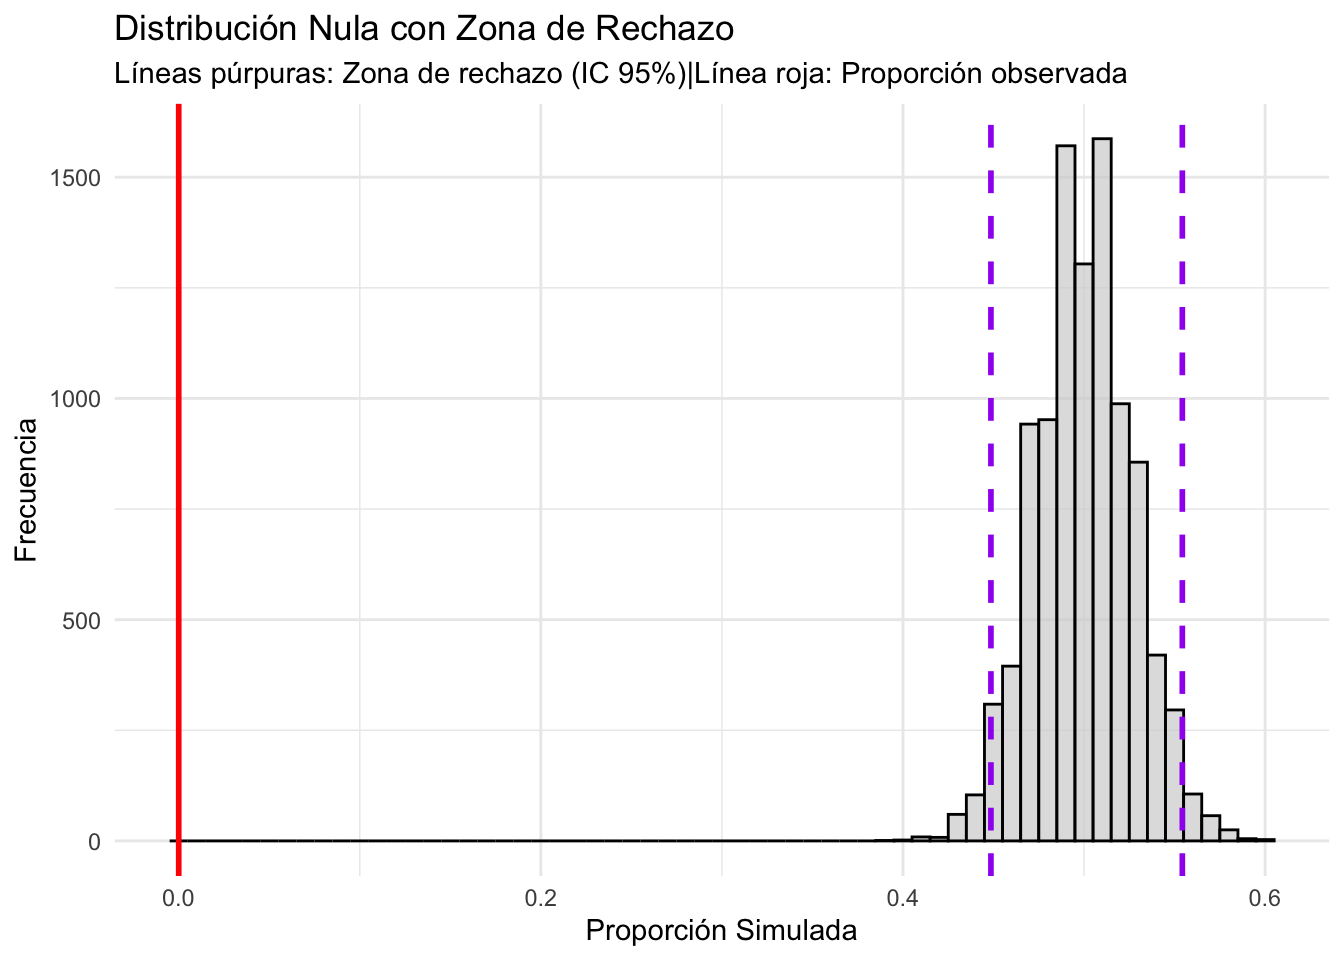 Distribución Nula con Zona de Rechazo
Líneas púrpuras: Zona de rechazo (IC 95%)|Línea roja: Proporción observada
Frecuencia
1500
1000
500
0
0.0 0.2 0.4 0.6
Proporción Simulada